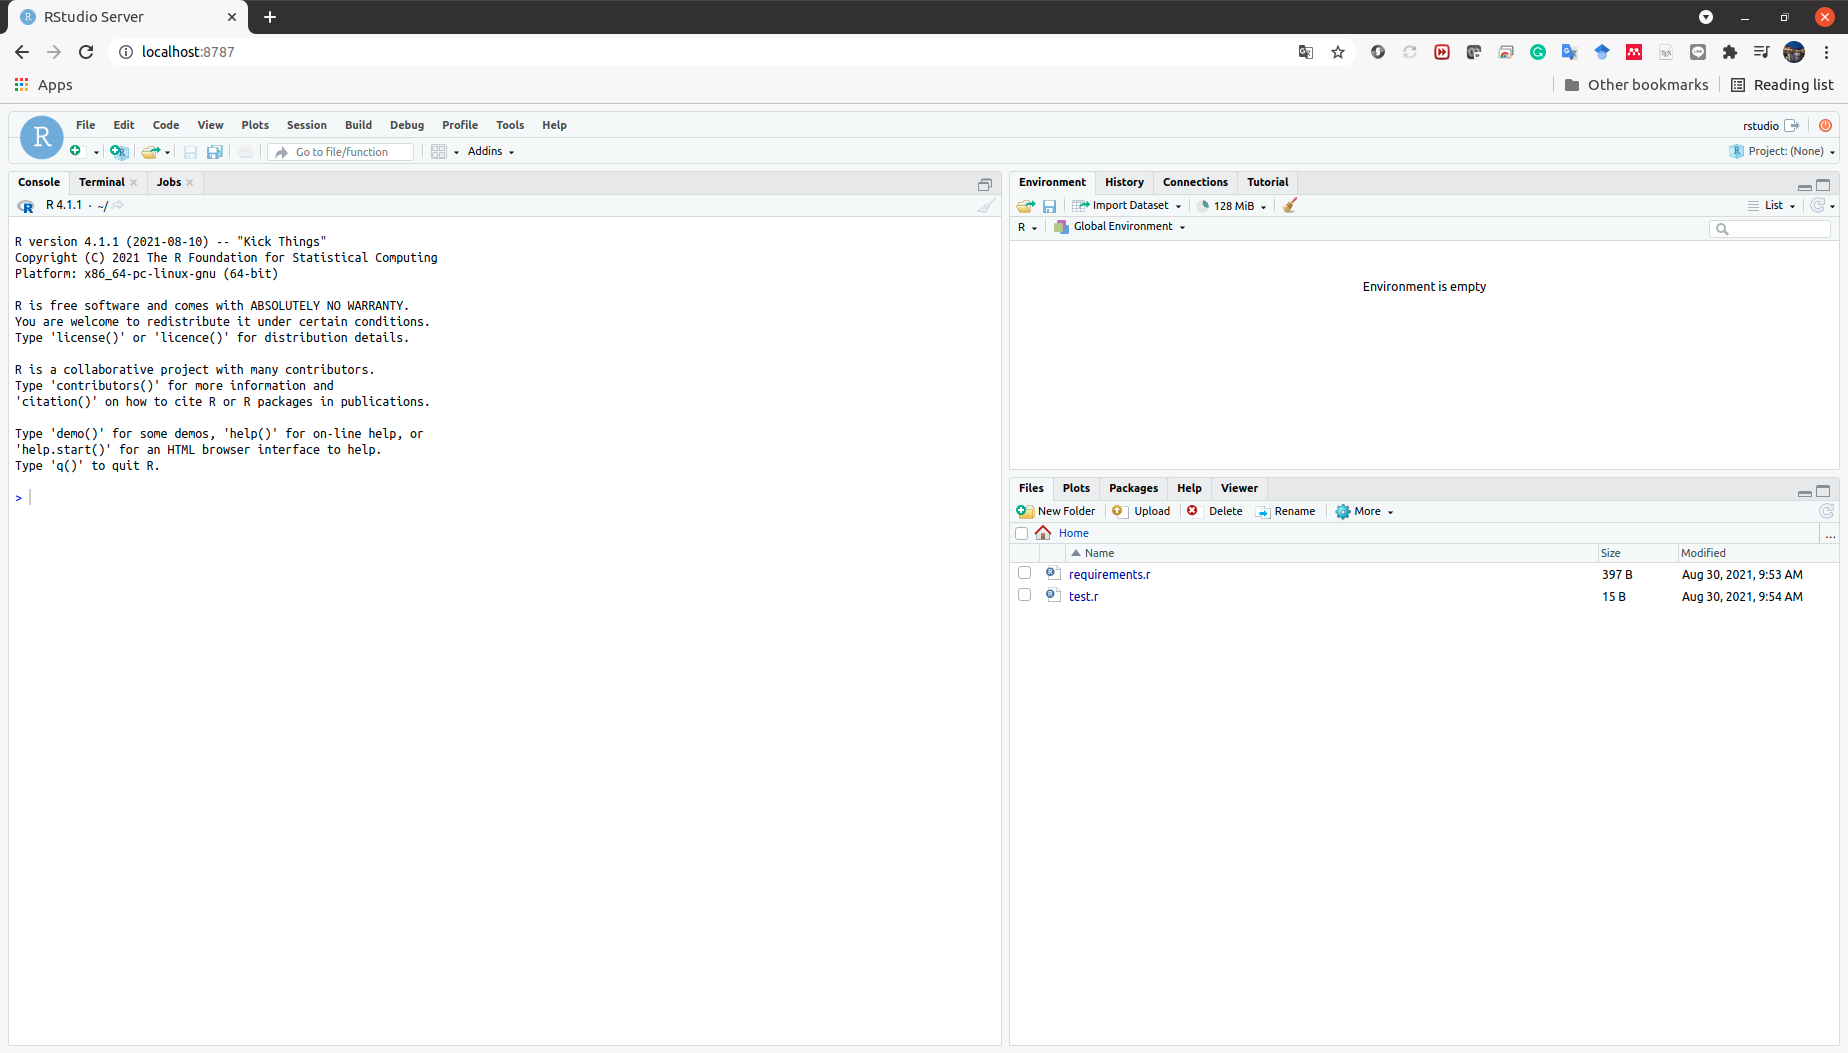 RStudio Server
localhost:8787
Apps
Other bookmarks
Reading list
R
File Edit Code View Plots Session Build Debug Profile Tools Help
rstudio
Go to file/function
Addins
Project: (None)
Console Terminal Jobs
R 4.1.1 · ~/
R version 4.1.1 (2021-08-10) -- "Kick Things"
Copyright (C) 2021 The R Foundation for Statistical Computing
Platform: x86_64-pc-linux-gnu (64-bit)
R is free software and comes with ABSOLUTELY NO WARRANTY.
You are welcome to redistribute it under certain conditions.
Type 'license()' or 'licence()' for distribution details.
R is a collaborative project with many contributors.
Type 'contributors()' for more information and
'citation()' on how to cite R or R packages in publications.
Type 'demo()' for some demos, 'help()' for on-line help, or
'help.start()' for an HTML browser interface to help.
Type 'q()' to quit R.
>
Environment History Connections Tutorial
Import Dataset 128 MiB List
R Global Environment
Environment is empty
Files Plots Packages Help Viewer
New Folder Upload Delete Rename More
Home ...
Name Size Modified
requirements.r 397 B Aug 30, 2021, 9:53 AM
test.r 15 B Aug 30, 2021, 9:54 AM